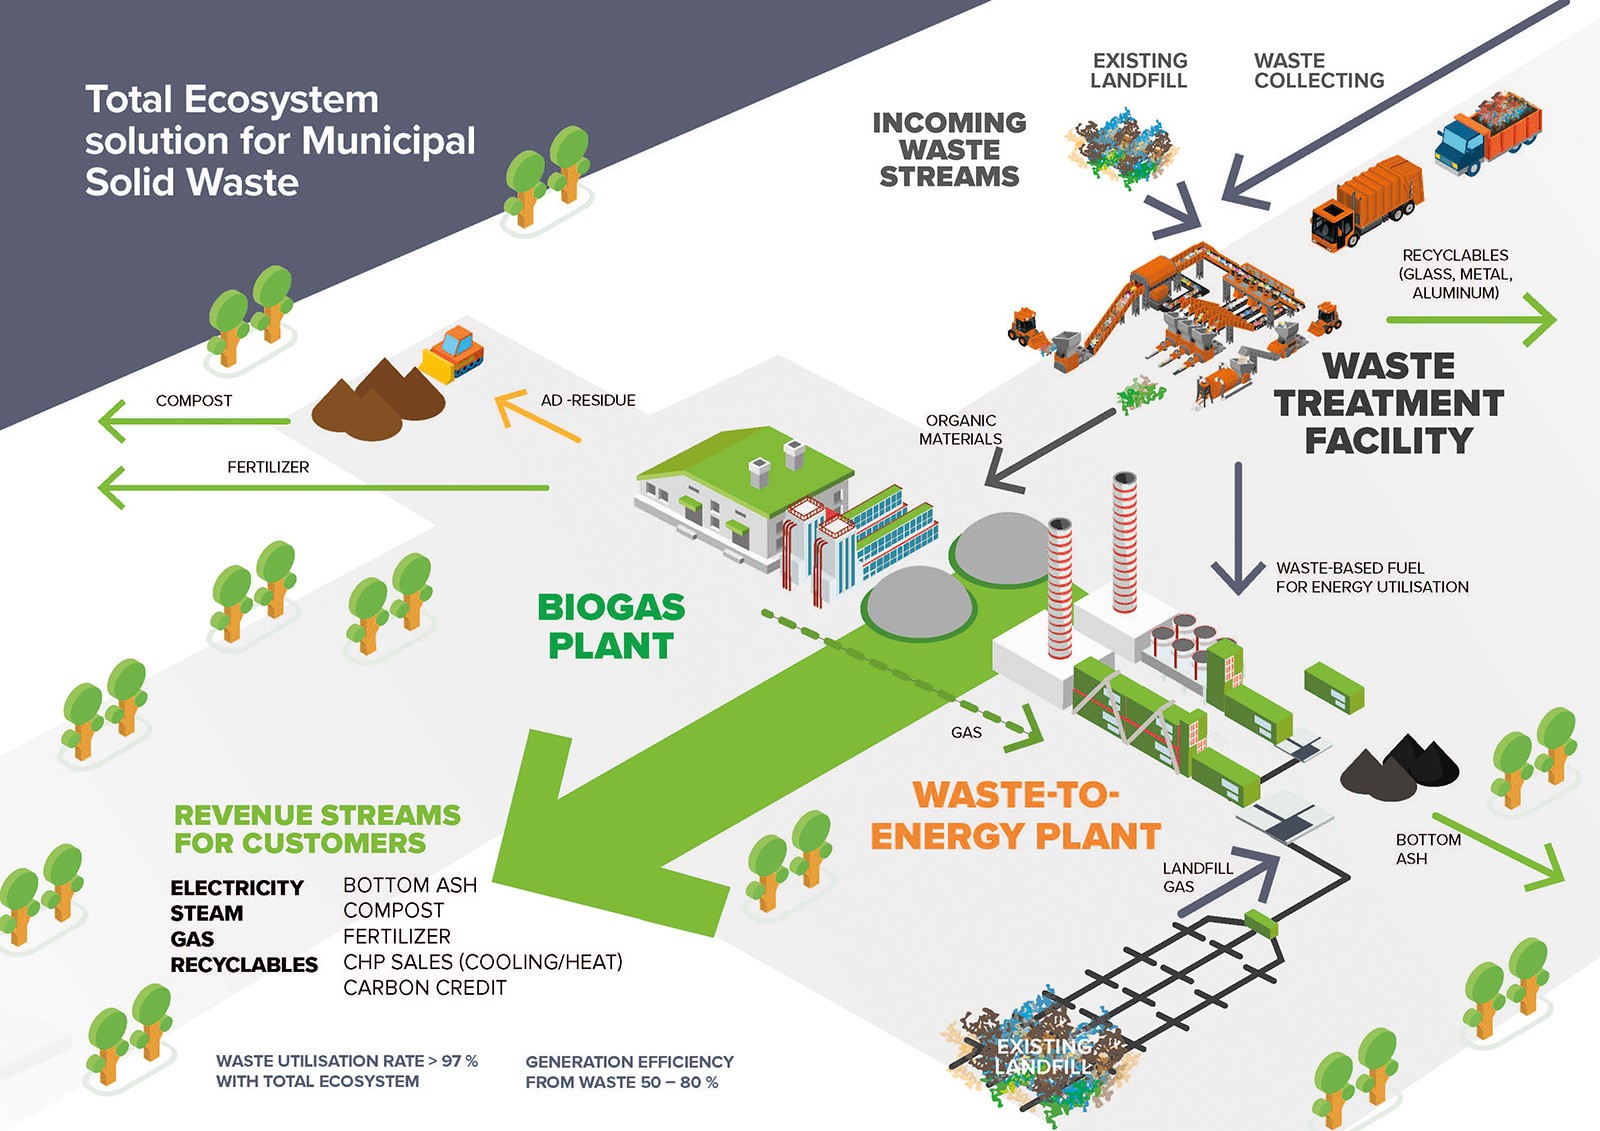 Total Ecosystem
solution for Municipal
Solid Waste
EXISTING
LANDFILL
WASTE
COLLECTING
INCOMING
WASTE
STREAMS
RECYCLABLES
(GLASS, METAL,
ALUMINUM)
WASTE
TREATMENT
FACILITY
COMPOST
AD -RESIDUE
ORGANIC
MATERIALS
FERTILIZER
WASTE-BASED FUEL
FOR ENERGY UTILISATION
BIOGAS
PLANT
GAS
WASTE-TO-
ENERGY PLANT
BOTTOM
ASH
LANDFILL
GAS
REVENUE STREAMS
FOR CUSTOMERS
ELECTRICITY
STEAM
GAS
RECYCLABLES
BOTTOM ASH
COMPOST
FERTILIZER
CHP SALES (COOLING/HEAT)
CARBON CREDIT
EXISTING
LANDFILL
WASTE UTILISATION RATE > 97 %
WITH TOTAL ECOSYSTEM
GENERATION EFFICIENCY
FROM WASTE 50 – 80 %